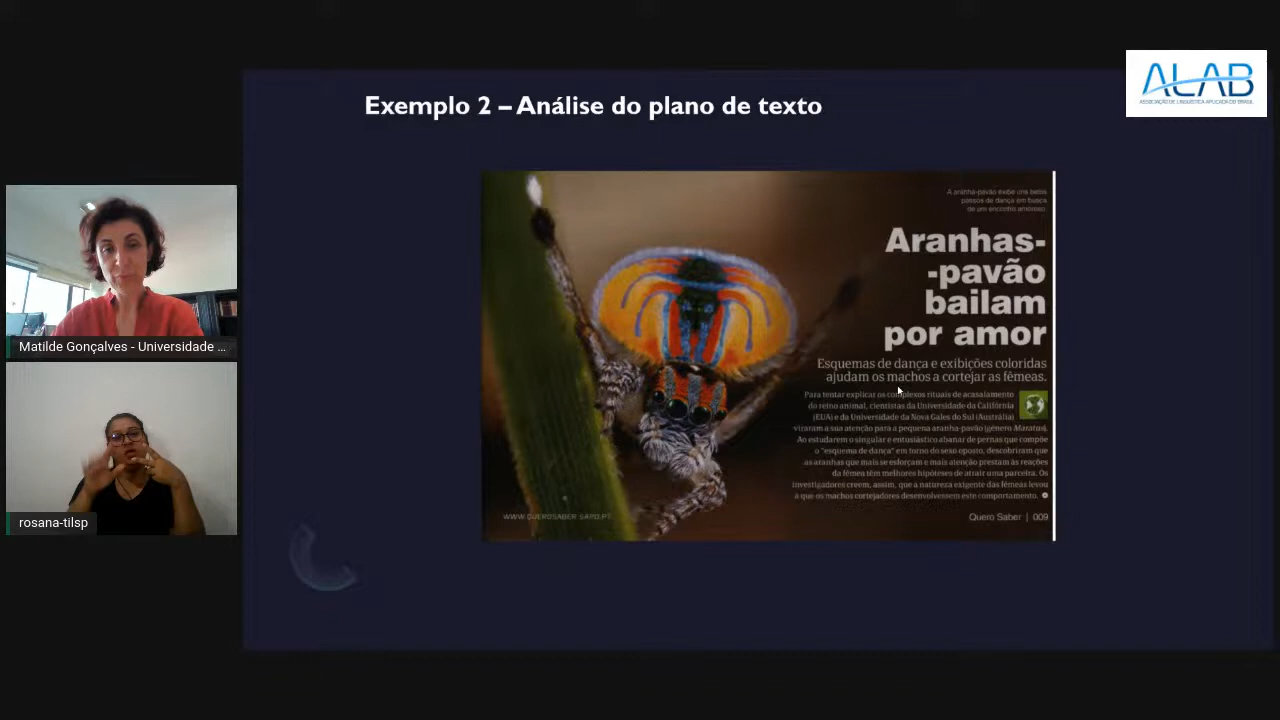 Exemplo 2 – Análise do plano de texto
ALAB
ASSOCIAÇÃO DE LINGUÍSTICA APLICADA DO BRASIL
A aranha-pavão exibe uns belos
passos de dança em busca
de um encontro amoroso.
Aranhas-
-pavão
bailam
por amor
Esquemas de dança e exibições coloridas
ajudam os machos a cortejar as fêmeas.
Para tentar explicar os complexos rituais de acasalamento
do reino animal, cientistas da Universidade da Califórnia
(EUA) e da Universidade da Nova Gales do Sul (Austrália)
viraram a sua atenção para a pequena aranha-pavão (género Maratus).
Ao estudarem o singular e entusiástico abanar de pernas que compõe
o "esquema de dança" em torno do sexo oposto, descobriram que
as aranhas que mais se esforçam e mais atenção prestam às reações
da fêmea têm melhores hipóteses de atrair uma parceira. Os
investigadores creem, assim, que a natureza exigente das fêmeas levou
a que os machos cortejadores desenvolvessem este comportamento.
WWW.QUEROSABER.SAPO.PT
Quero Saber | 009
Matilde Gonçalves - Universidade ...
rosana-tilsp